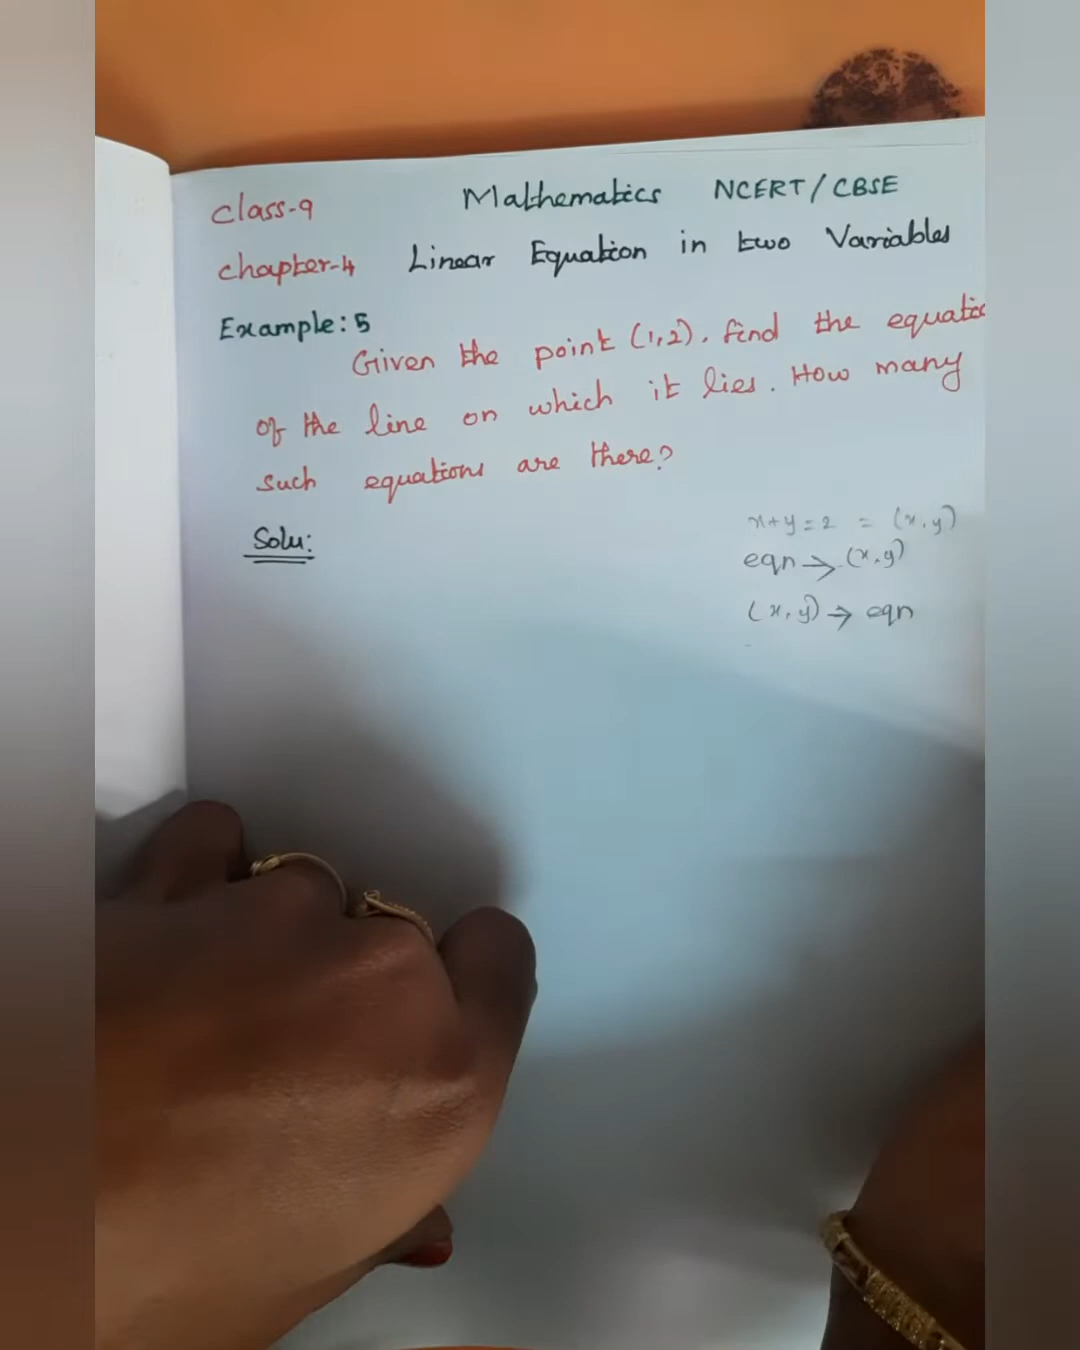 class-9 Mathematics NCERT/CBSE
chapter-4 Linear Equation in two Variables
Example: 5
Given the point (1,2), find the equatio
of the line on which it lies. How many
such equations are there?
Solu:
x+y=2 = (x,y)
eqn → (x,y)
(x,y) → eqn